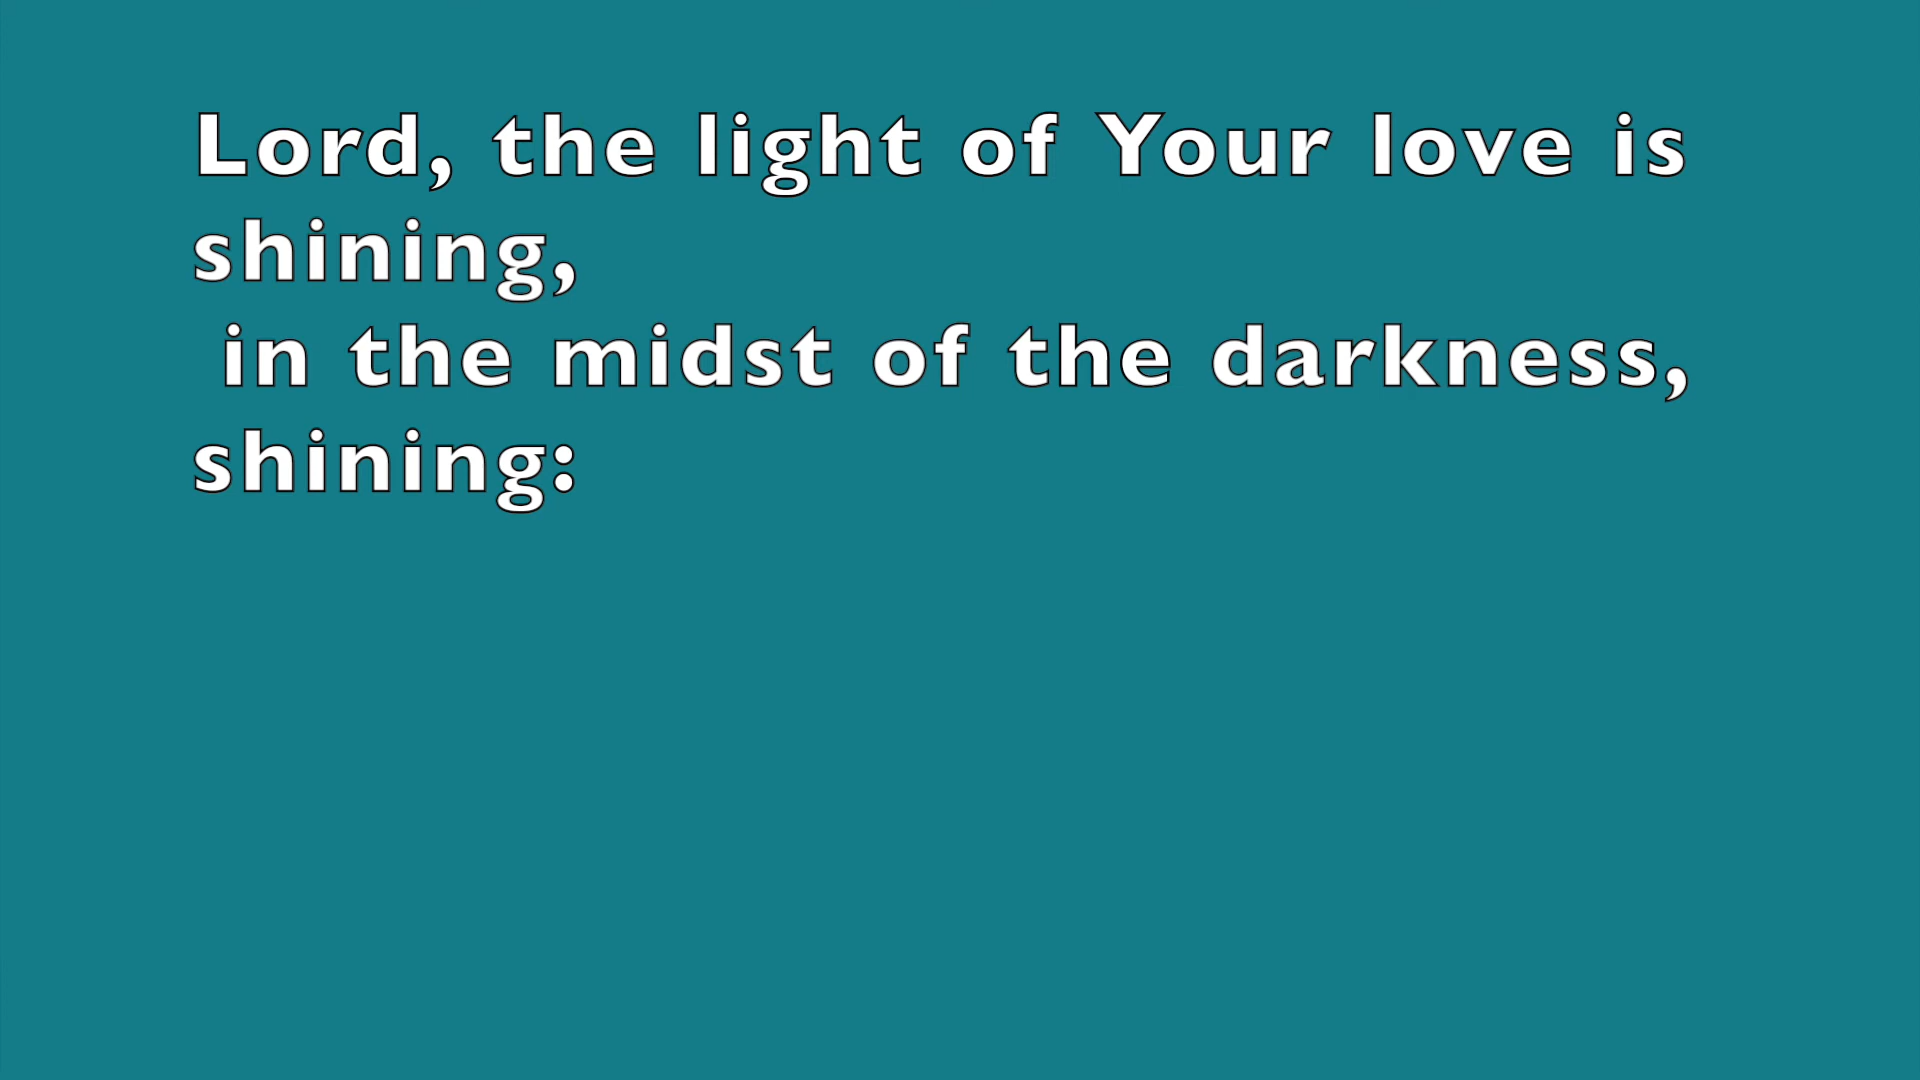 Lord, the light of Your love is
shining,
in the midst of the darkness,
shining: